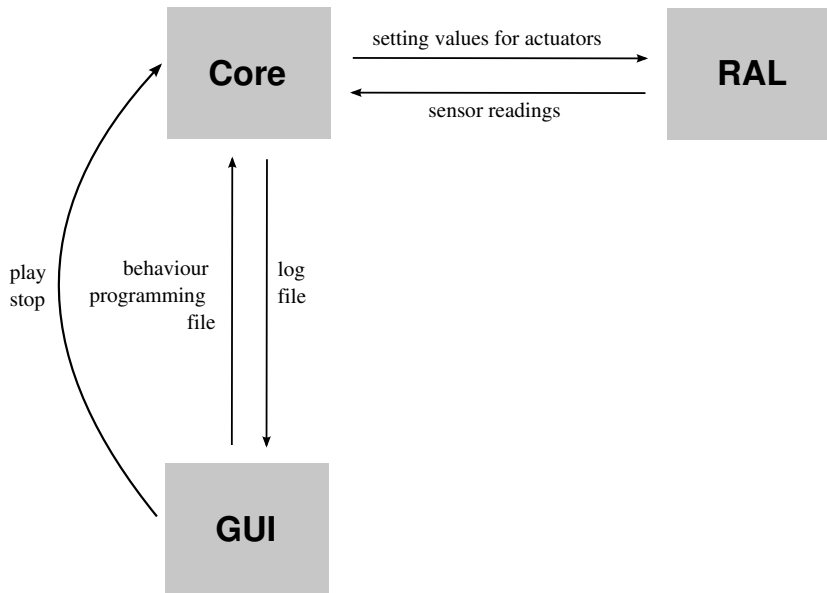 Core
setting values for actuators
sensor readings
RAL
play
stop
behaviour
programming
file
log
file
GUI